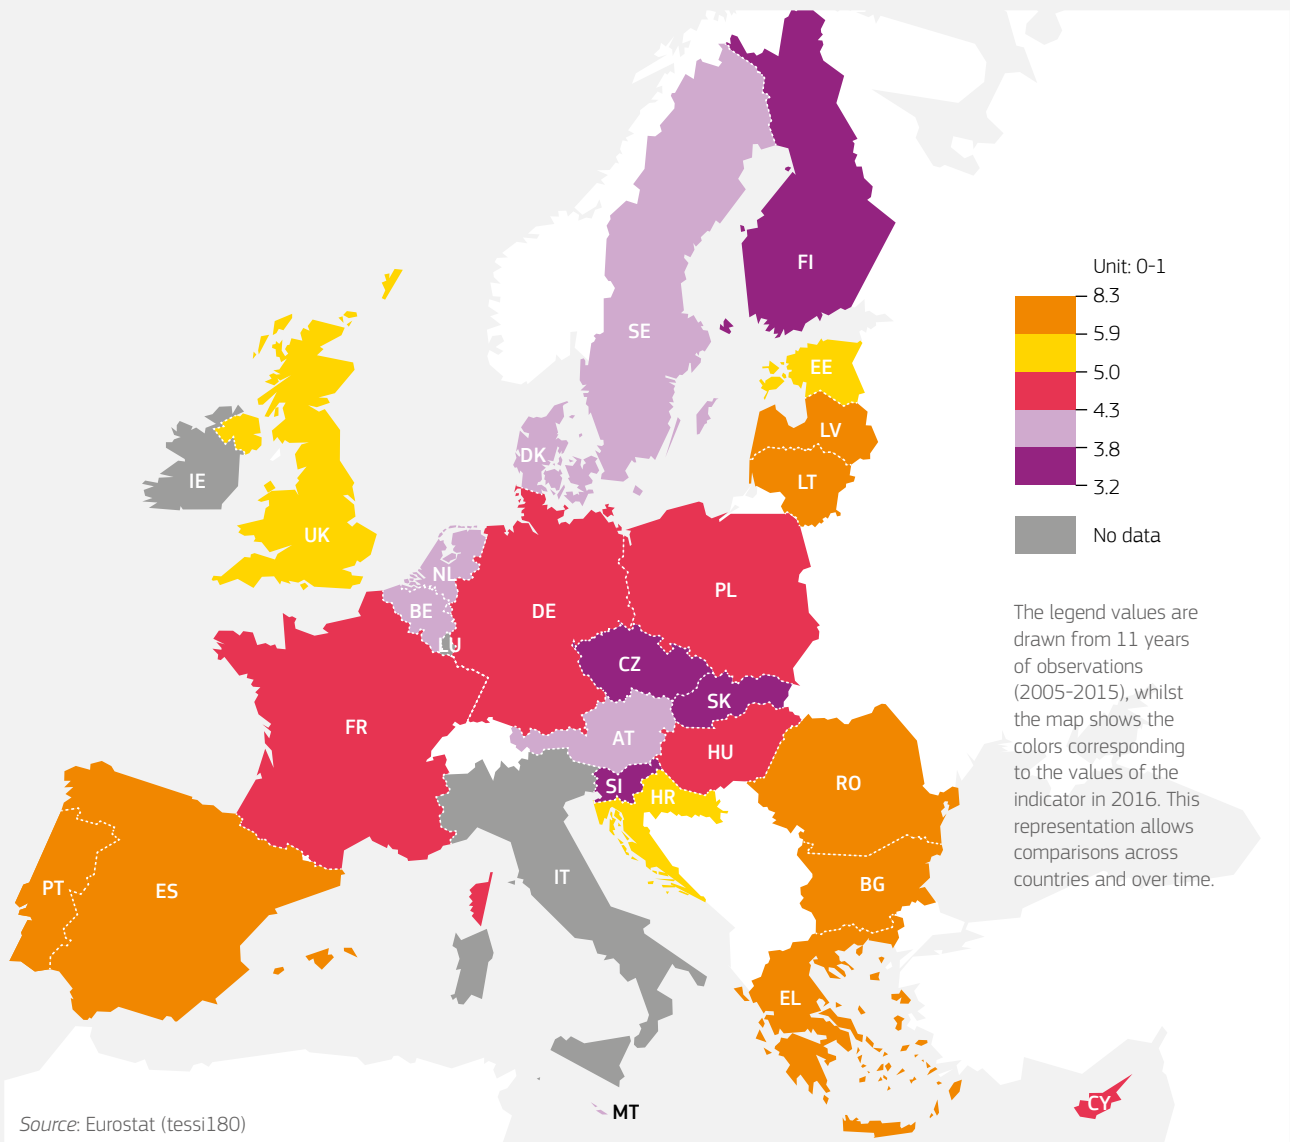 FI
Unit: 0-1
8.3
SE
5.9
EE
5.0
4.3
LV
DK
3.8
IE
LT
3.2
UK
No data
NL
PL
BE
DE
The legend values are
drawn from 11 years
of observations
(2005-2015), whilst
the map shows the
colors corresponding
to the values of the
indicator in 2016. This
representation allows
comparisons across
countries and over time.
LU
CZ
SK
FR
AT
HU
SI
HR
RO
IT
PT
ES
BG
EL
CY
MT
Source: Eurostat (tessi180)